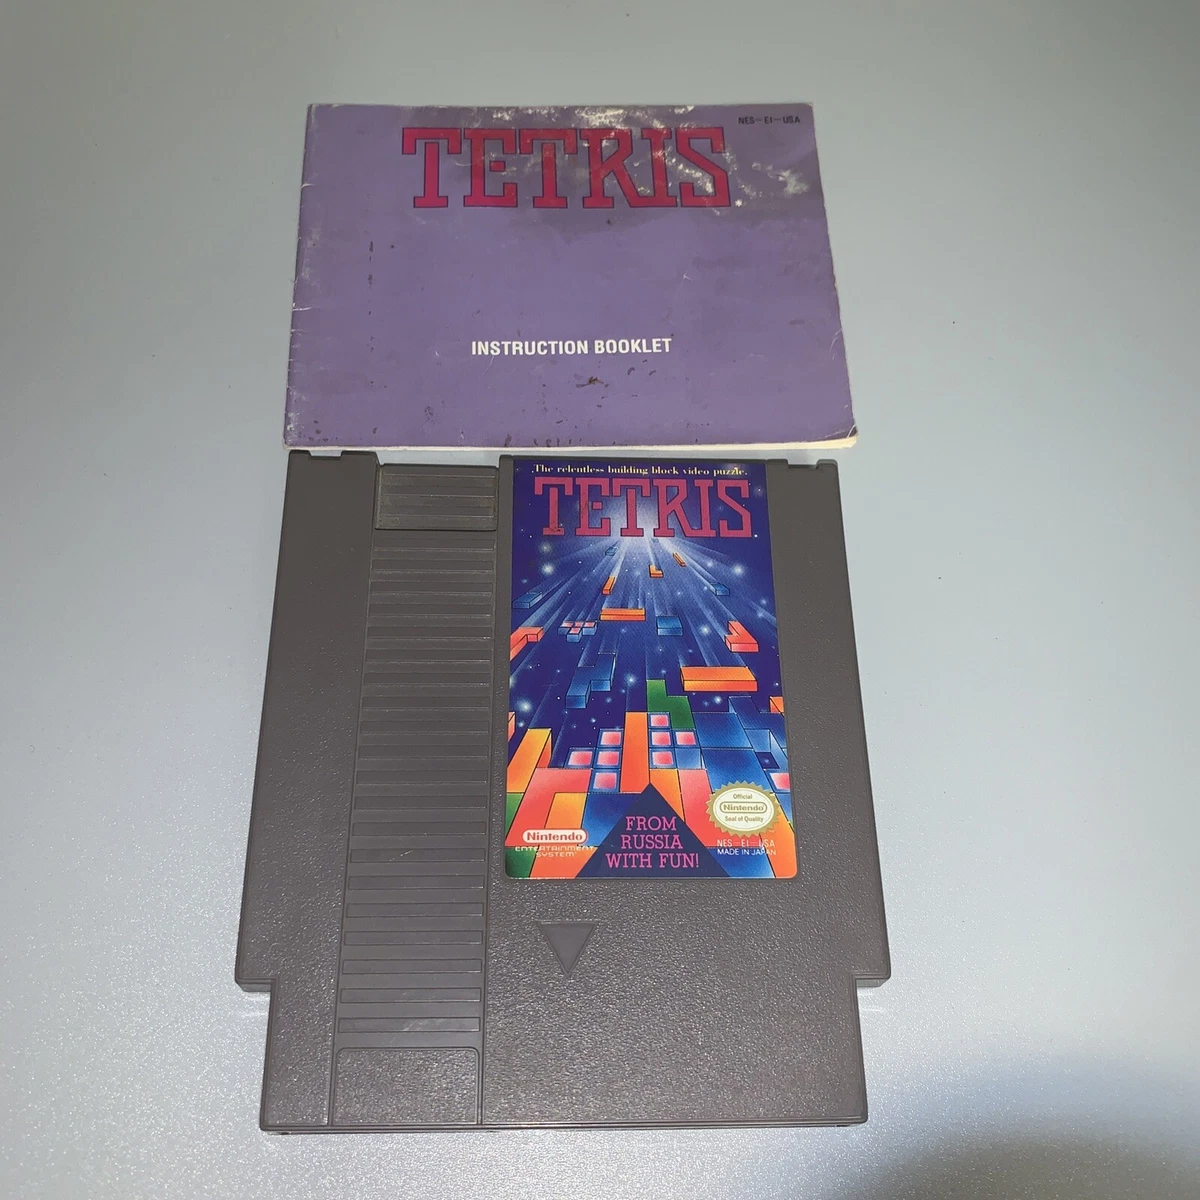 NES-EI-USA
TETRIS
INSTRUCTION BOOKLET
The relentless building block video puzzle.
TETRIS
FROM
RUSSIA
WITH FUN!
Nintendo
ENTERTAINMENT
SYSTEM
Official
Nintendo
Seal of Quality
NES-EI-USA
MADE IN JAPAN